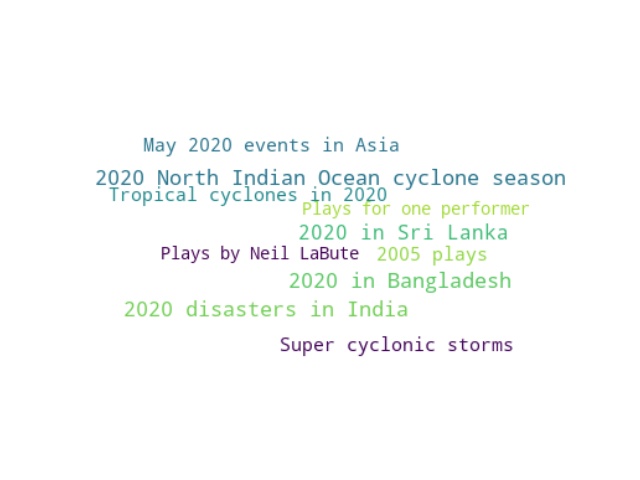 May 2020 events in Asia
2020 North Indian Ocean cyclone season
Tropical cyclones in 2020
Plays for one performer
2020 in Sri Lanka
Plays by Neil LaBute
2005 plays
2020 in Bangladesh
2020 disasters in India
Super cyclonic storms